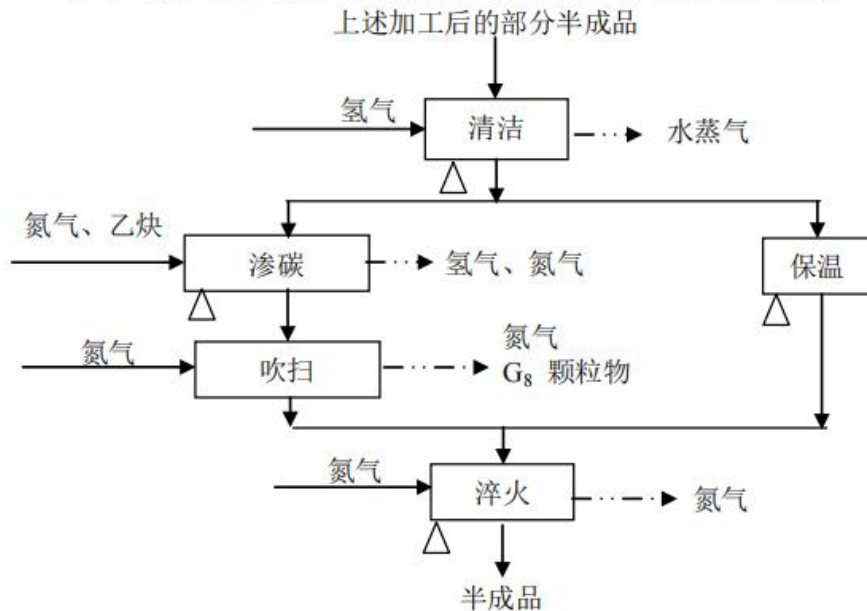 上述加工后的部分半成品
氢气
清洁
水蒸气
氮气、乙炔
渗碳
氢气、氮气
保温
氮气
吹扫
氮气
G₈ 颗粒物
氮气
淬火
氮气
半成品